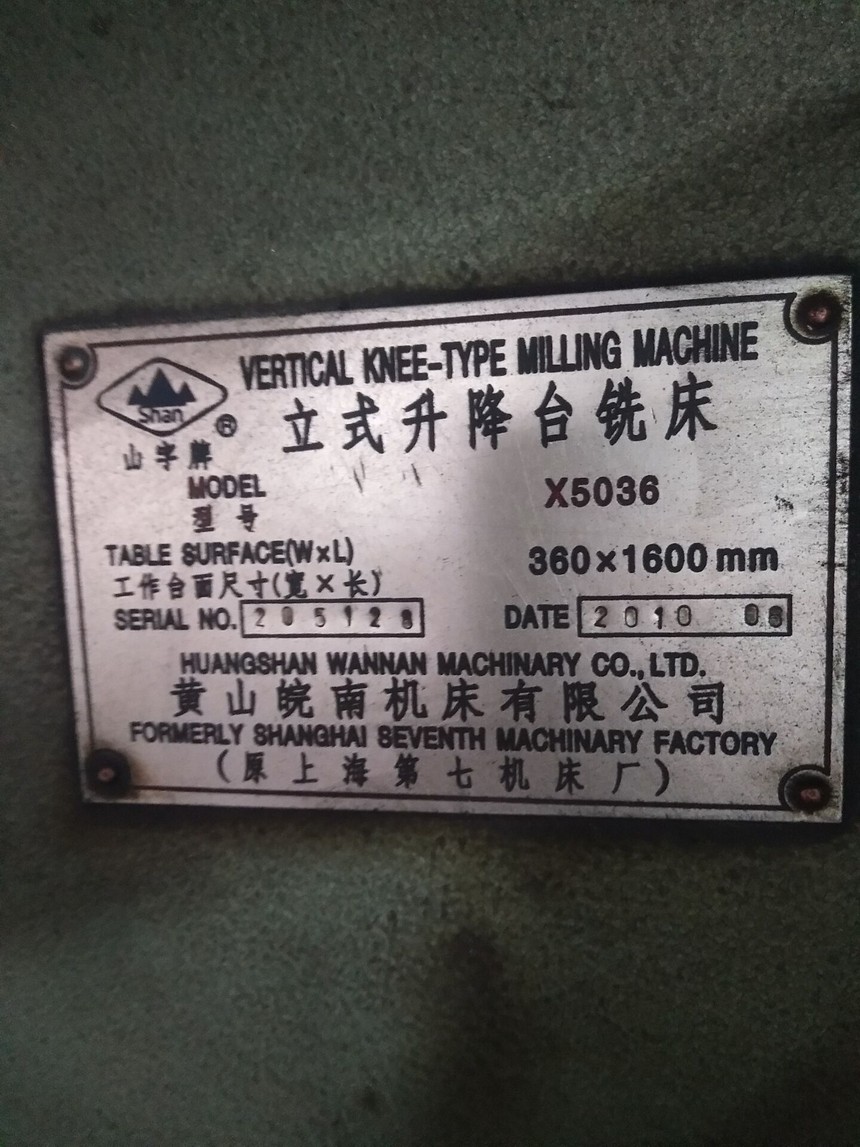 VERTICAL KNEE-TYPE MILLING MACHINE
Shan ®
立式升降台铣床
山字牌
MODEL X5036
型号
TABLE SURFACE(W×L) 360×1600 mm
工作台面尺寸(宽×长)
SERIAL NO. 205128 DATE 2010 08
HUANGSHAN WANNAN MACHINARY CO.,LTD.
黄山皖南机床有限公司
FORMERLY SHANGHAI SEVENTH MACHINARY FACTORY
(原上海第七机床厂)